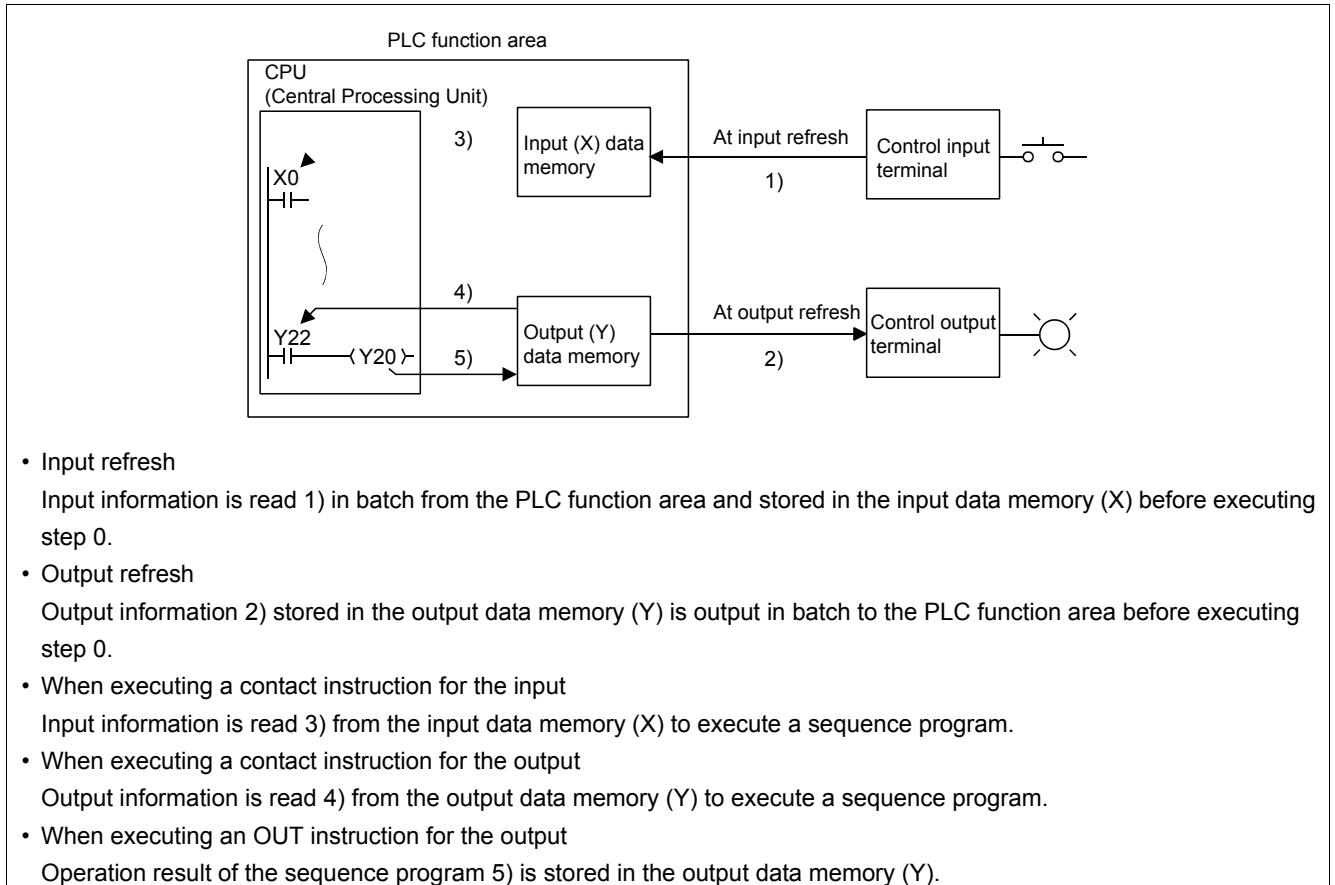 PLC function area
CPU
(Central Processing Unit)
3)
Input (X) data
memory
At input refresh
1)
Control input
terminal
X0
4)
Output (Y)
data memory
At output refresh
2)
Control output
terminal
Y22
Y20
5)
• Input refresh
Input information is read 1) in batch from the PLC function area and stored in the input data memory (X) before executing
step 0.
• Output refresh
Output information 2) stored in the output data memory (Y) is output in batch to the PLC function area before executing
step 0.
• When executing a contact instruction for the input
Input information is read 3) from the input data memory (X) to execute a sequence program.
• When executing a contact instruction for the output
Output information is read 4) from the output data memory (Y) to execute a sequence program.
• When executing an OUT instruction for the output
Operation result of the sequence program 5) is stored in the output data memory (Y).